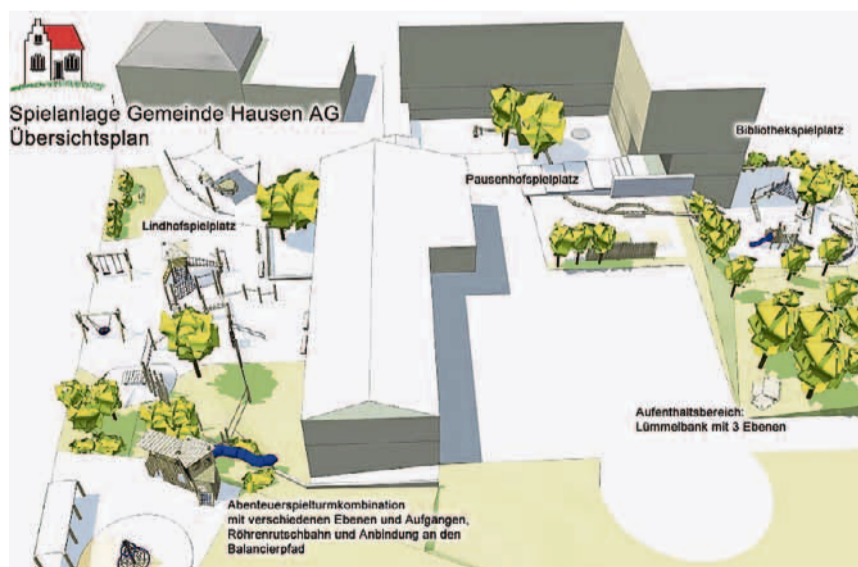 Spielanlage Gemeinde Hausen AG
Übersichtsplan
Bibliothekspielplatz
Pausenhofspielplatz
Lindhofspielplatz
Aufenthaltsbereich:
Lümmelbank mit 3 Ebenen
Abenteuerspielturmkombination
mit verschiedenen Ebenen und Aufgängen,
Röhrenrutschbahn und Anbindung an den
Balancierpfad